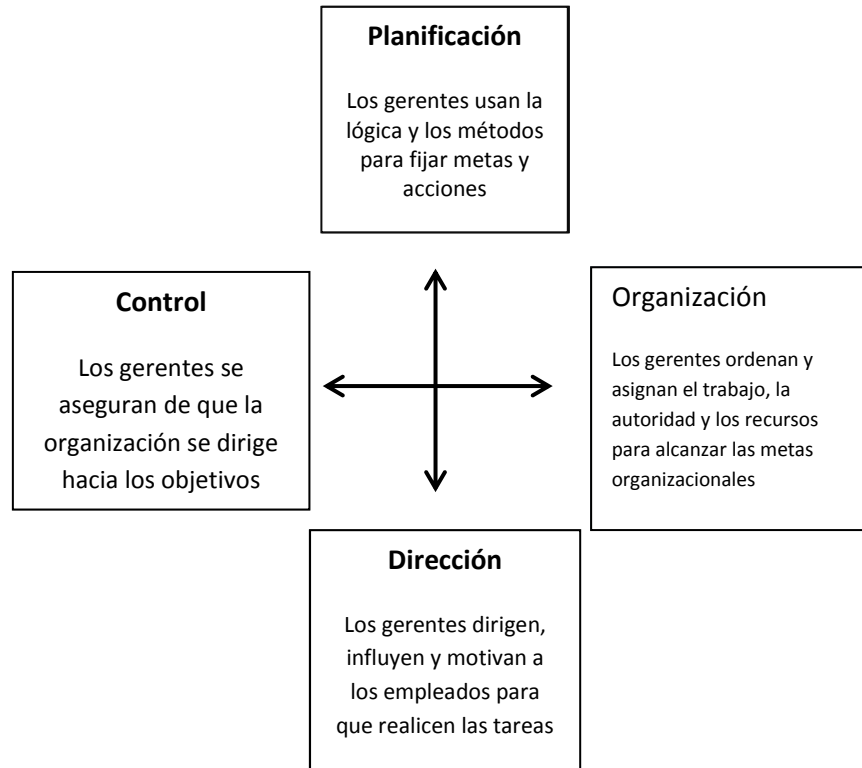 Planificación
Los gerentes usan la
lógica y los métodos
para fijar metas y
acciones
Control
Los gerentes se
aseguran de que la
organización se dirige
hacia los objetivos
Organización
Los gerentes ordenan y
asignan el trabajo, la
autoridad y los recursos
para alcanzar las metas
organizacionales
Dirección
Los gerentes dirigen,
influyen y motivan a
los empleados para
que realicen las tareas